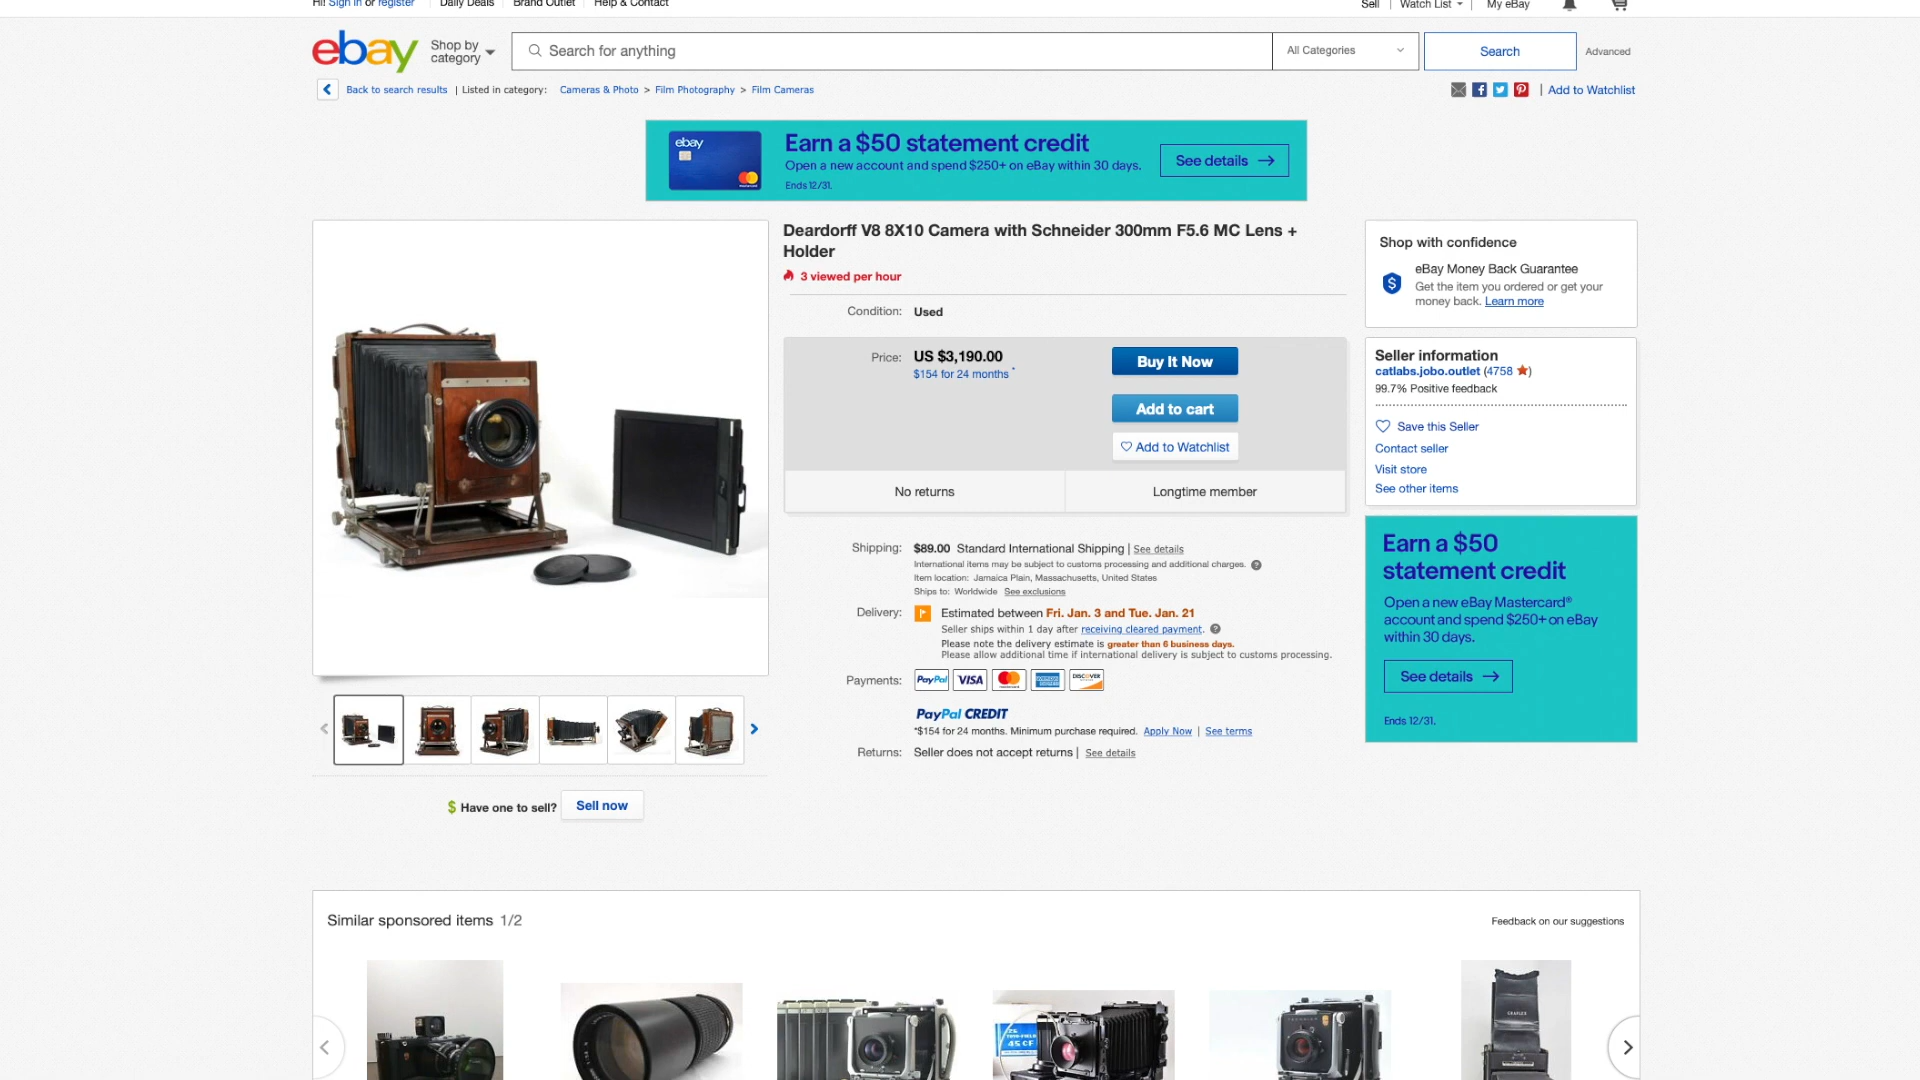 Hi! Sign in or register
Daily Deals
Brand Outlet
Help & Contact
Sell
Watch List
My eBay
ebay
Shop by
category
Search for anything
All Categories
Search
Advanced
Back to search results | Listed in category: Cameras & Photo > Film Photography > Film Cameras
| Add to Watchlist
ebay
Earn a $50 statement credit
Open a new account and spend $250+ on eBay within 30 days.
Ends 12/31.
See details
Deardorff V8 8X10 Camera with Schneider 300mm F5.6 MC Lens +
Holder
3 viewed per hour
Condition: Used
Price: US $3,190.00
$154 for 24 months *
Buy It Now
Add to cart
Add to Watchlist
No returns
Longtime member
Shipping: $89.00 Standard International Shipping | See details
International items may be subject to customs processing and additional charges.
Item location: Jamaica Plain, Massachusetts, United States
Ships to: Worldwide See exclusions
Delivery: Estimated between Fri. Jan. 3 and Tue. Jan. 21
Seller ships within 1 day after receiving cleared payment.
Please note the delivery estimate is greater than 6 business days.
Please allow additional time if international delivery is subject to customs processing.
Payments: PayPal VISA DISCOVER
PayPal CREDIT
*$154 for 24 months. Minimum purchase required. Apply Now | See terms
Returns: Seller does not accept returns | See details
Shop with confidence
eBay Money Back Guarantee
Get the item you ordered or get your
money back. Learn more
Seller information
catlabs.jobo.outlet (4758)
99.7% Positive feedback
Save this Seller
Contact seller
Visit store
See other items
Earn a $50
statement credit
Open a new eBay Mastercard®
account and spend $250+ on eBay
within 30 days.
See details
Ends 12/31.
$ Have one to sell? Sell now
Similar sponsored items 1/2
Feedback on our suggestions
45 CF
GRAFLEX